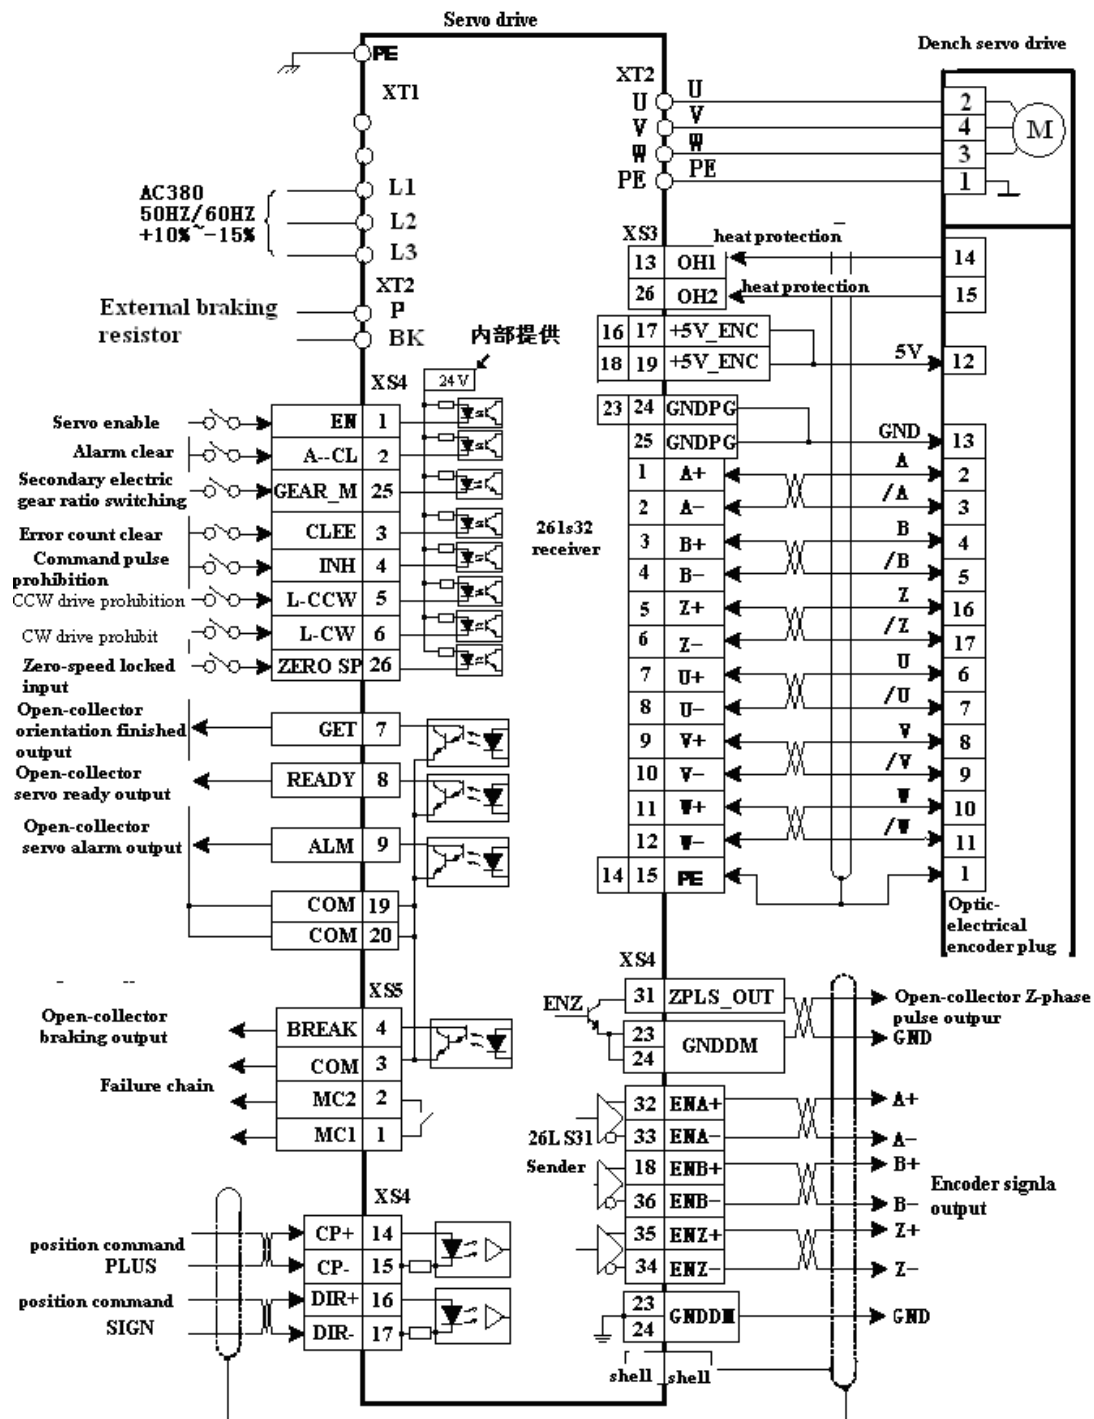 Servo drive
Dench servo drive
PE
XT1
AC380
50HZ/60HZ
+10%~-15%
L1
L2
L3
XT2
External braking
resistor
P
BK
内部提供
24V
XS4
Servo enable
EN 1
Alarm clear
A--CL 2
Secondary electric
gear ratio switching
GEAR_M 25
Error count clear
CLEE 3
Command pulse
prohibition
INH 4
CCW drive prohibition
L-CCW 5
CW drive prohibit
L-CW 6
Zero-speed locked
input
ZERO SP 26
Open-collector
orientation finished
output
GET 7
Open-collector
servo ready output
READY 8
Open-collector
servo alarm output
ALM 9
COM 19
COM 20
XS5
Open-collector
braking output
BREAK 4
COM 3
Failure chain
MC2 2
MC1 1
XS4
position command
PLUS
CP+ 14
CP- 15
position command
SIGN
DIR+ 16
DIR- 17
XT2
U U 2
V V 4
W W 3
PE PE 1
M
XS3
13 OH1 heat protection 14
26 OH2 heat protection 15
16 17 +5V_ENC
18 19 +5V_ENC 5V 12
23 24 GNDPG
25 GNDPG GND 13
261s32
receiver
1 A+ A 2
2 A- /A 3
3 B+ B 4
4 B- /B 5
5 Z+ Z 16
6 Z- /Z 17
7 U+ U 6
8 U- /U 7
9 V+ V 8
10 V- /V 9
11 W+ W 10
12 W- /W 11
14 15 PE 1
Optic-
electrical
encoder plug
XS4
ENZ
31 ZPLS_OUT
Open-collector Z-phase
pulse outpur
23
24
GNDDM
GND
26LS31
Sender
32 ENA+ A+
33 ENA- A-
18 ENB+ B+
36 ENB- B-
35 ENZ+ Z+
34 ENZ- Z-
Encoder signla
output
23
24
GNDDM
GND
shell shell